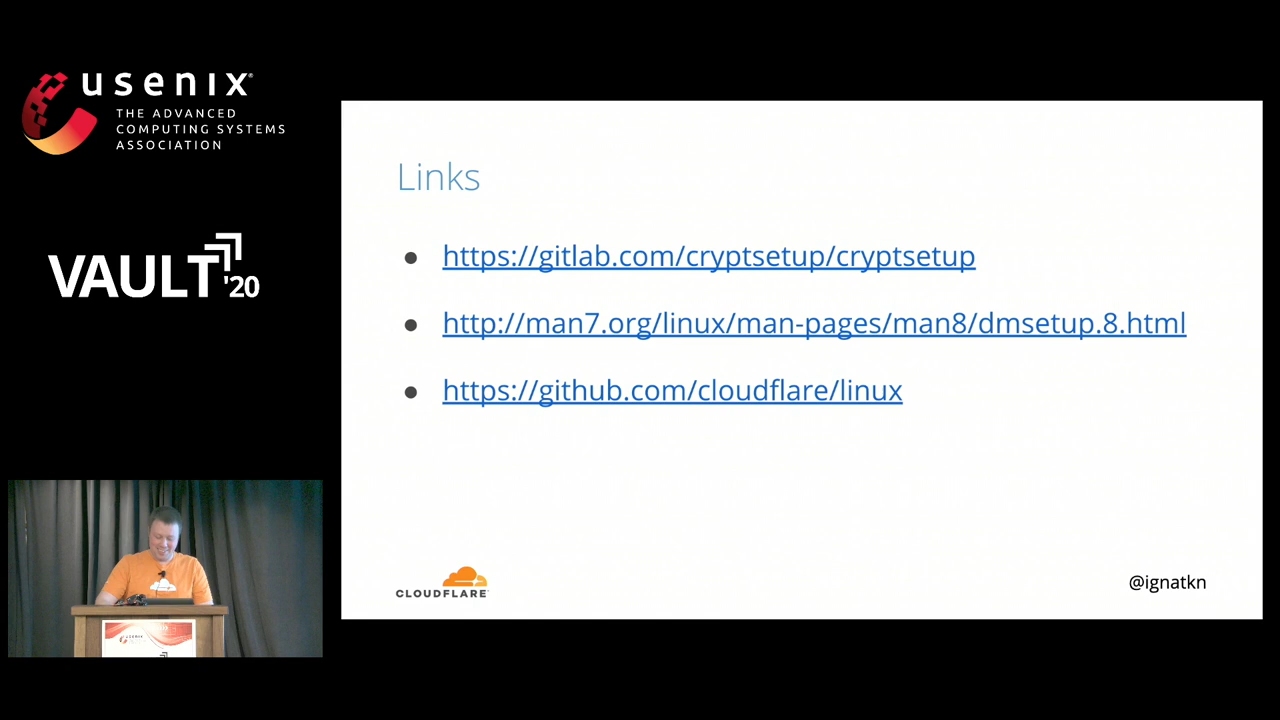 usenix®
THE ADVANCED
COMPUTING SYSTEMS
ASSOCIATION
VAULT '20
Links
https://gitlab.com/cryptsetup/cryptsetup
http://man7.org/linux/man-pages/man8/dmsetup.8.html
https://github.com/cloudflare/linux
CLOUDFLARE
@ignatkn
usenix